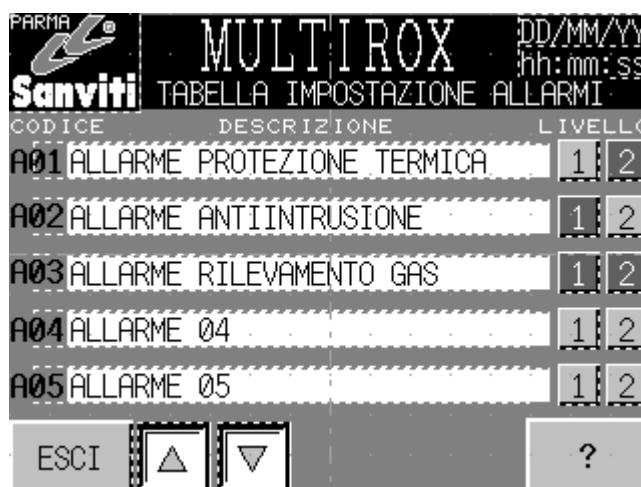 PARMA
Sanviti
MULTIROX
DD/MM/YY
hh:mm:ss
TABELLA IMPOSTAZIONE ALLARMI
CODICE DESCRIZIONE LIVELLO
A01 ALLARME PROTEZIONE TERMICA 1 2
A02 ALLARME ANTIINTRUSIONE 1 2
A03 ALLARME RILEVAMENTO GAS 1 2
A04 ALLARME 04 1 2
A05 ALLARME 05 1 2
ESCI ?